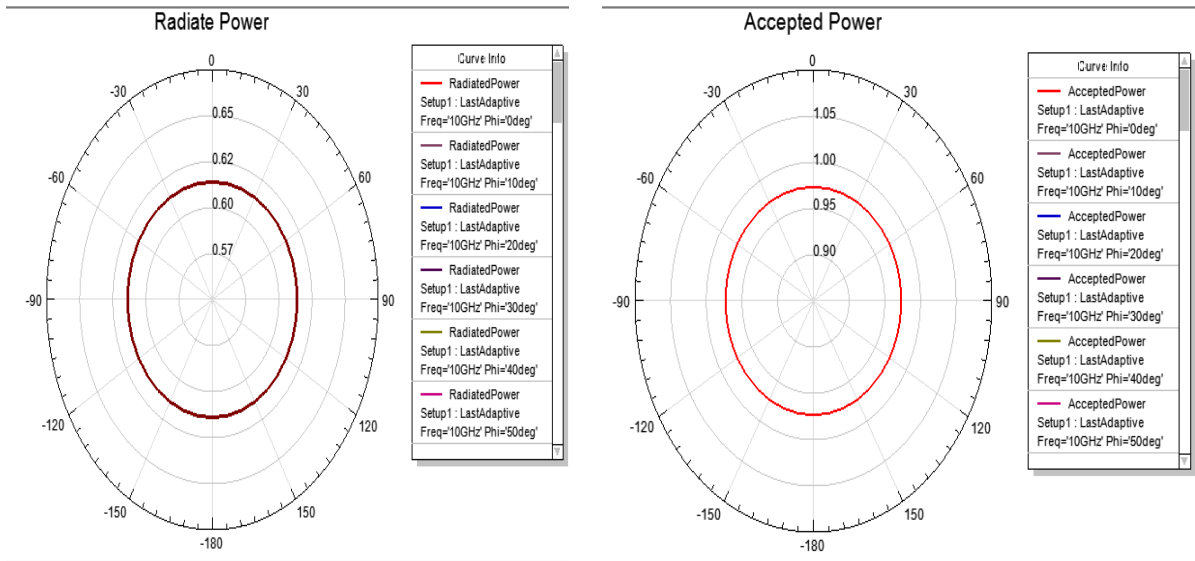 Radiate Power
0
30
60
90
120
150
-180
-150
-120
-90
-60
-30
0.65
0.62
0.60
0.57
Curve Info
RadiatedPower
Setup1 : LastAdaptive
Freq='10GHz' Phi='0deg'
RadiatedPower
Setup1 : LastAdaptive
Freq='10GHz' Phi='10deg'
RadiatedPower
Setup1 : LastAdaptive
Freq='10GHz' Phi='20deg'
RadiatedPower
Setup1 : LastAdaptive
Freq='10GHz' Phi='30deg'
RadiatedPower
Setup1 : LastAdaptive
Freq='10GHz' Phi='40deg'
RadiatedPower
Setup1 : LastAdaptive
Freq='10GHz' Phi='50deg'
Accepted Power
0
30
60
90
120
150
-180
-150
-120
-90
-60
-30
1.05
1.00
0.95
0.90
Curve Info
AcceptedPower
Setup1 : LastAdaptive
Freq='10GHz' Phi='0deg'
AcceptedPower
Setup1 : LastAdaptive
Freq='10GHz' Phi='10deg'
AcceptedPower
Setup1 : LastAdaptive
Freq='10GHz' Phi='20deg'
AcceptedPower
Setup1 : LastAdaptive
Freq='10GHz' Phi='30deg'
AcceptedPower
Setup1 : LastAdaptive
Freq='10GHz' Phi='40deg'
AcceptedPower
Setup1 : LastAdaptive
Freq='10GHz' Phi='50deg'